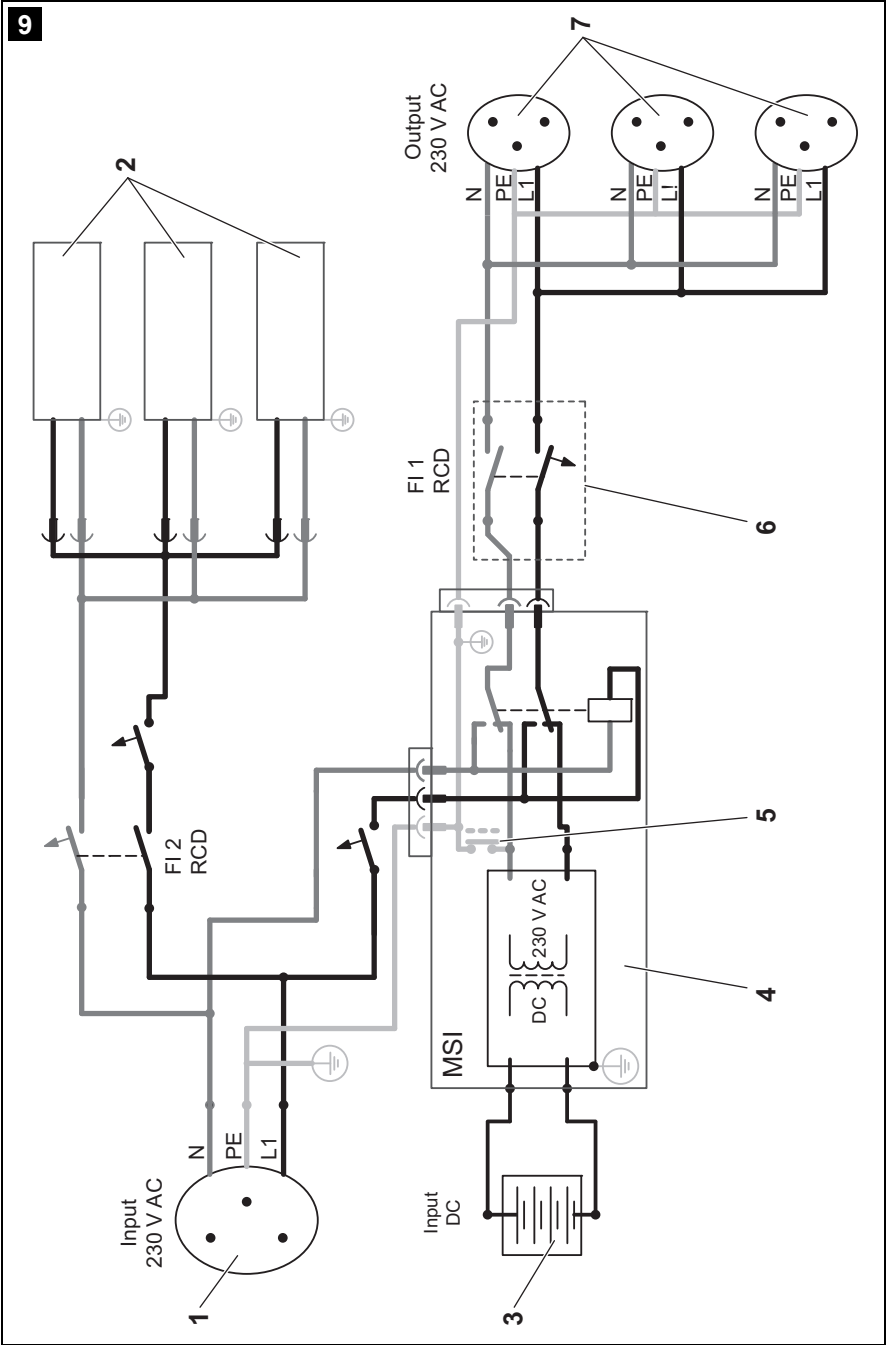 9
Input
230 V AC
N
PE
L1
1
FI 2
RCD
2
Input
DC
3
MSI
DC
230 V AC
4
5
FI 1
RCD
6
Output
230 V AC
N
PE
L1
N
PE
L!
N
PE
L1
7